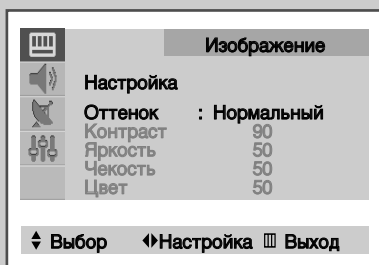 Изображение
Настройка
Оттенок : Нормальный
Контраст 90
Яркость 50
Чекость 50
Цвет 50
Выбор Настройка Выход